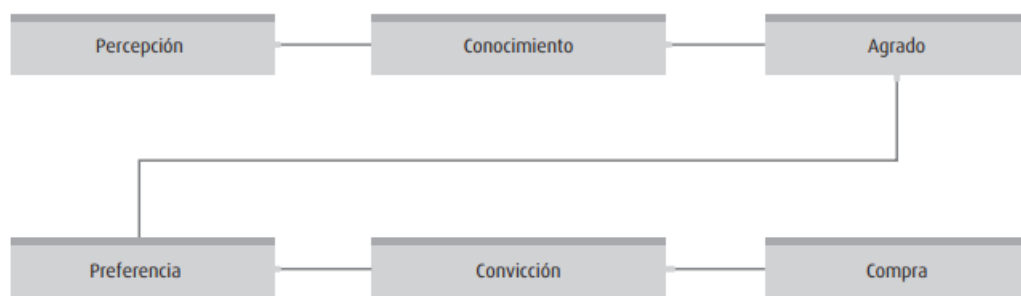 Percepción
Conocimiento
Agrado
Preferencia
Convicción
Compra